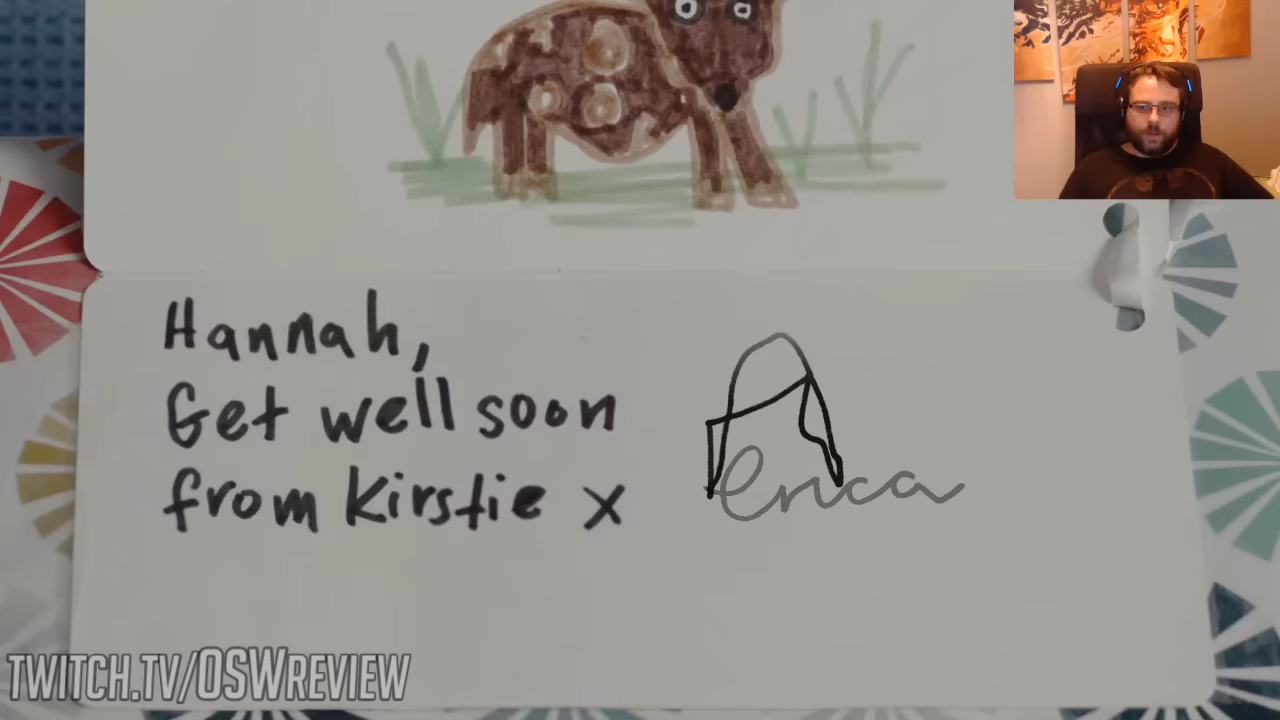 Hannah,
Get well soon
from Kirstie x
erica
TWITCH.TV/OSWREVIEW